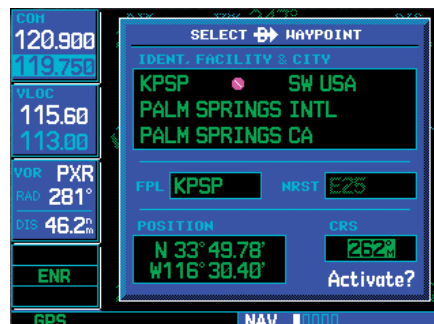 COM
120.900
119.750
VLOC
115.60
113.00
VOR PXR
RAD 281°
DIS 46.2 nm
ENR
GPS
SELECT D WAYPOINT
IDENT, FACILITY & CITY
KPSP SW USA
PALM SPRINGS INTL
PALM SPRINGS CA
FPL KPSP NRST E25
POSITION CRS
N 33°49.78' 262°M
W116°30.40'
Activate?
NAV